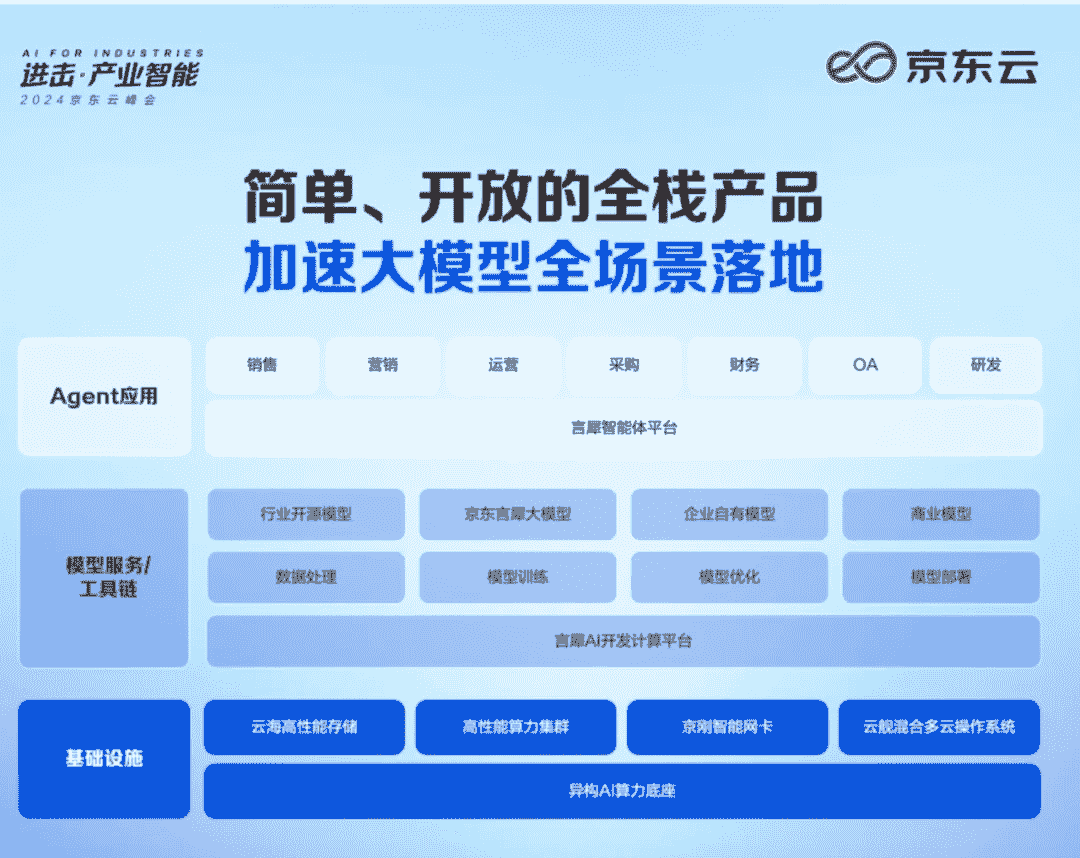 AI FOR INDUSTRIES
进击·产业智能
2024京东云峰会
京东云
简单、开放的全栈产品
加速大模型全场景落地
Agent应用
销售
营销
运营
采购
财务
OA
研发
言犀智能体平台
模型服务/
工具链
行业开源模型
京东言犀大模型
企业自有模型
商业模型
数据处理
模型训练
模型优化
模型部署
言犀AI开发计算平台
基础设施
云海高性能存储
高性能算力集群
京刚智能网卡
云舰混合多云操作系统
异构AI算力底座